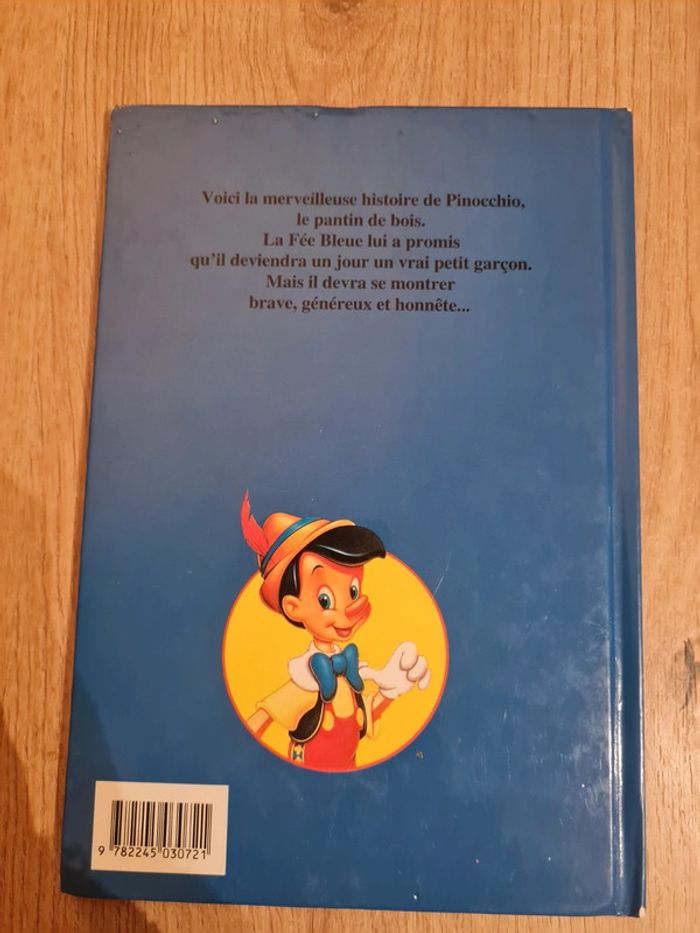 Voici la merveilleuse histoire de Pinocchio,
le pantin de bois.
La Fée Bleue lui a promis
qu'il deviendra un jour un vrai petit garçon.
Mais il devra se montrer
brave, généreux et honnête...
9 782245 030721